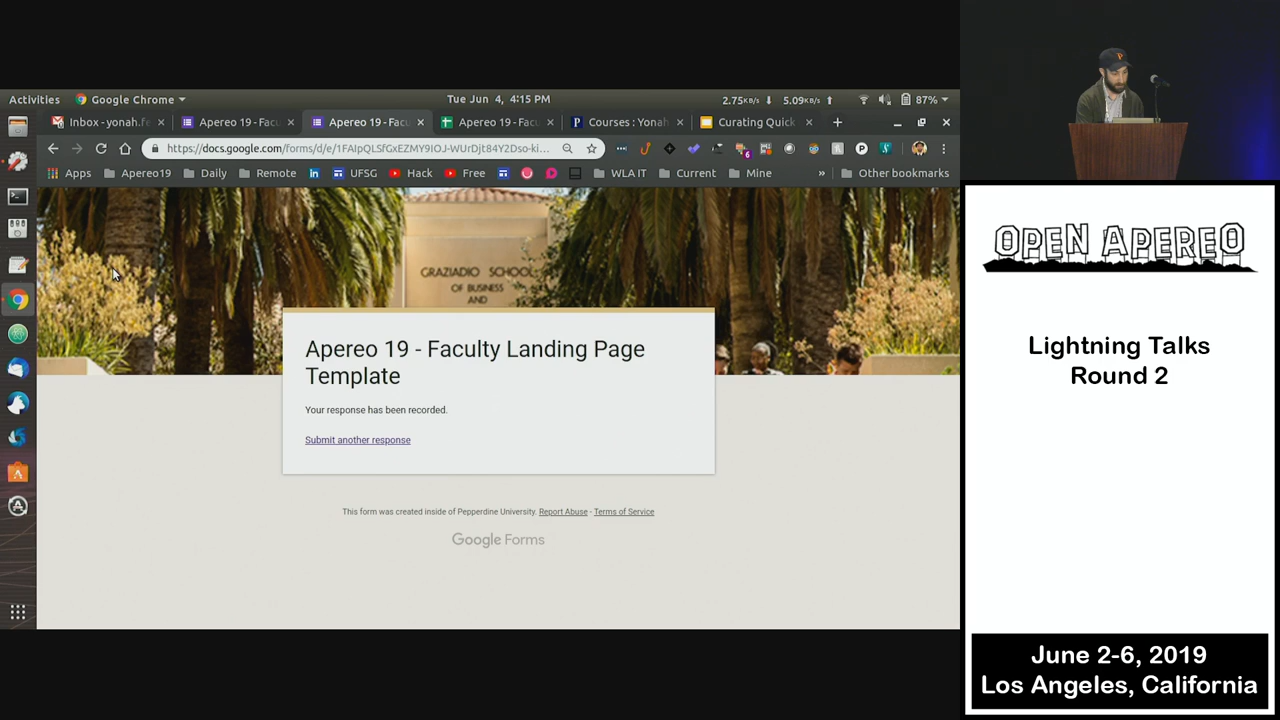 Activities
Google Chrome
Tue Jun 4, 4:15 PM
2.75KB/s
5.09KB/s
87%
Inbox - yonah.fe
Apereo 19 - Facu
Apereo 19 - Facu
Apereo 19 - Fac
Courses : Yonah
Curating Quick
https://docs.google.com/forms/d/e/1FAIpQLSfGxEZMY9IOJ-WUrDjt84Y2Dso-ki...
6
Apps
Apereo19
Daily
Remote
UFSG
Hack
Free
WLA IT
Current
Mine
»
Other bookmarks
GRAZIADIO SCHOOL
OF BUSINESS
AND
Apereo 19 - Faculty Landing Page
Template
Your response has been recorded.
Submit another response
This form was created inside of Pepperdine University. Report Abuse - Terms of Service
Google Forms
OPEN APEREO
Lightning Talks
Round 2
June 2-6, 2019
Los Angeles, California